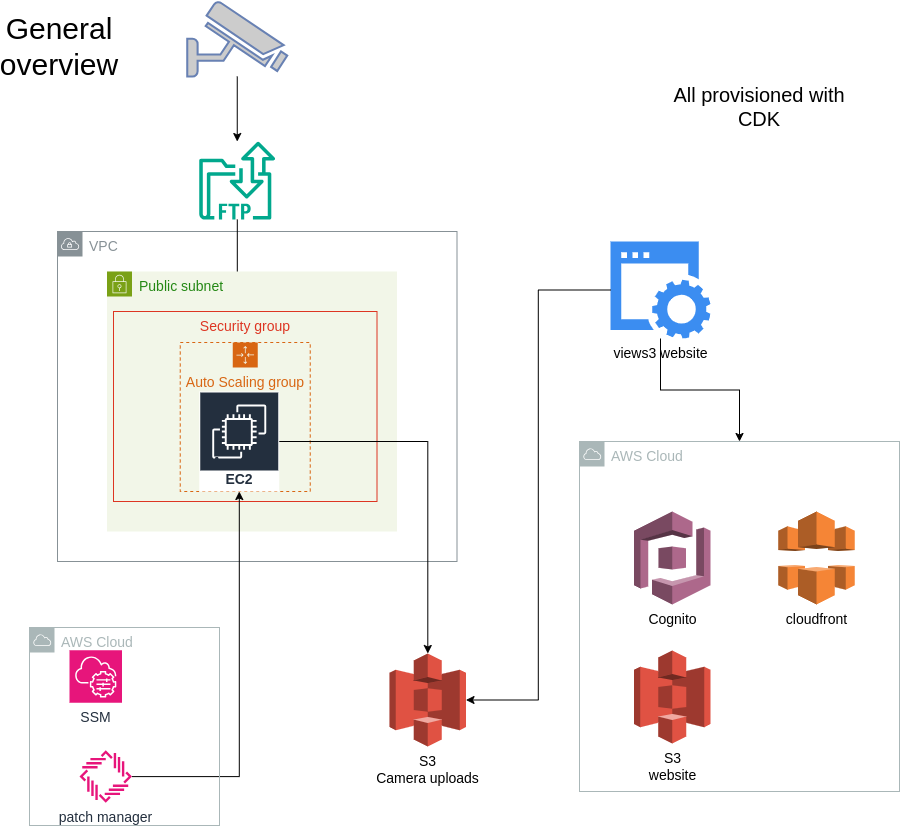 General
overview
All provisioned with
CDK
FTP
VPC
Public subnet
Security group
Auto Scaling group
EC2
views3 website
AWS Cloud
Cognito
cloudfront
S3
website
AWS Cloud
SSM
patch manager
S3
Camera uploads